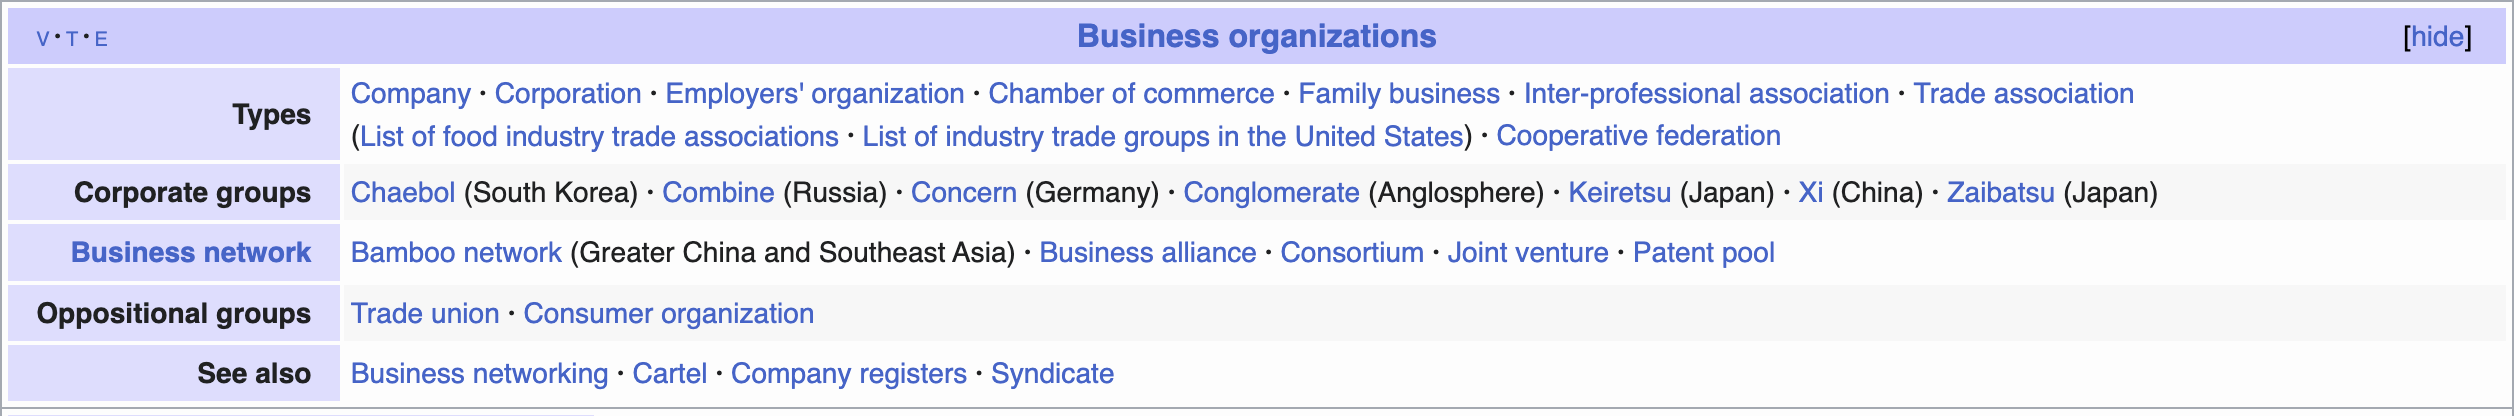 V · T · E Business organizations [hide]
Types
Company · Corporation · Employers' organization · Chamber of commerce · Family business · Inter-professional association · Trade association
(List of food industry trade associations · List of industry trade groups in the United States) · Cooperative federation
Corporate groups Chaebol (South Korea) · Combine (Russia) · Concern (Germany) · Conglomerate (Anglosphere) · Keiretsu (Japan) · Xi (China) · Zaibatsu (Japan)
Business network Bamboo network (Greater China and Southeast Asia) · Business alliance · Consortium · Joint venture · Patent pool
Oppositional groups Trade union · Consumer organization
See also Business networking · Cartel · Company registers · Syndicate